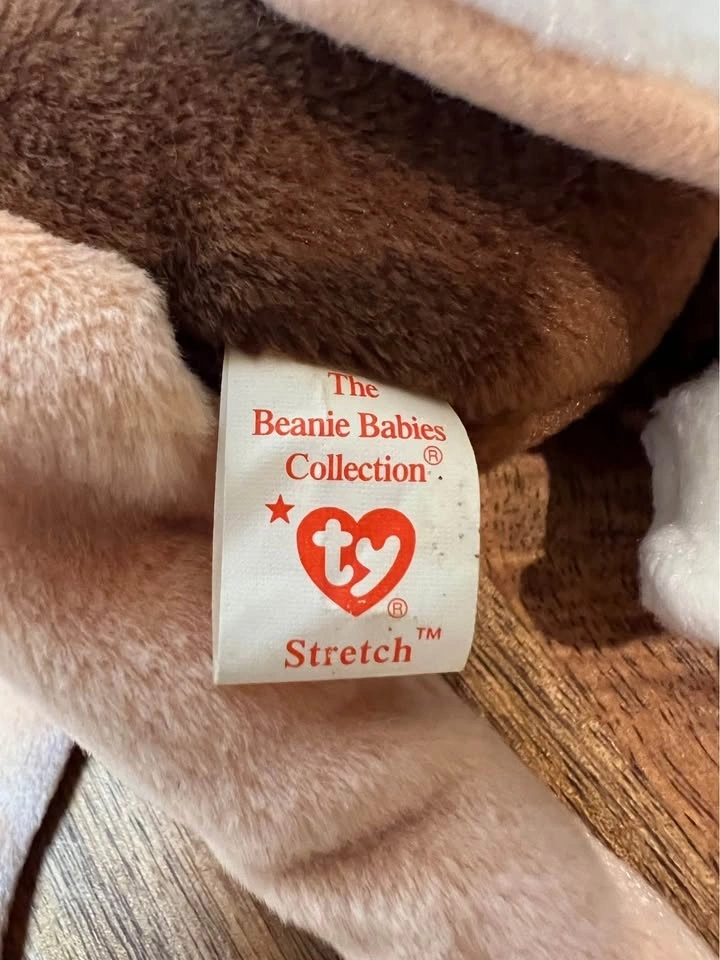 The
Beanie Babies
Collection®
ty®
Stretch™